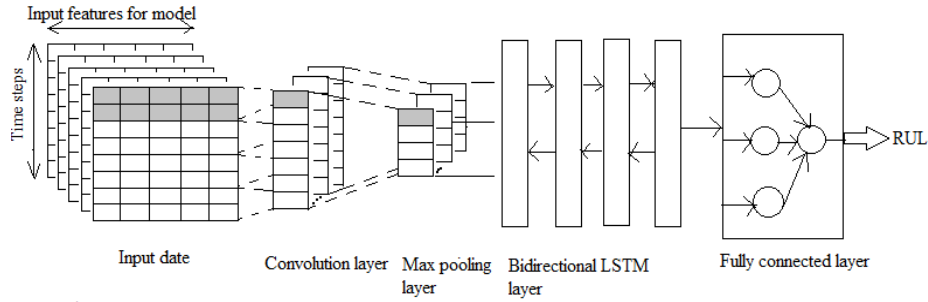 Input features for model
Time steps
RUL
Input date
Convolution layer
Max pooling
layer
Bidirectional LSTM
layer
Fully connected layer